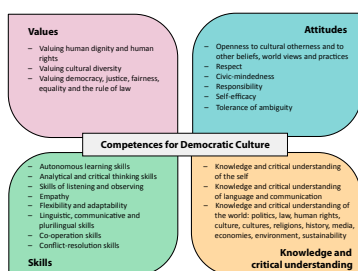 Values
– Valuing human dignity and human
rights
– Valuing cultural diversity
– Valuing democracy, justice, fairness,
equality and the rule of law
Attitudes
– Openness to cultural otherness and to
other beliefs, world views and practices
– Respect
– Civic-mindedness
– Responsibility
– Self-efficacy
– Tolerance of ambiguity
Competences for Democratic Culture
– Autonomous learning skills
– Analytical and critical thinking skills
– Skills of listening and observing
– Empathy
– Flexibility and adaptability
– Linguistic, communicative and
plurilingual skills
– Co-operation skills
– Conflict-resolution skills
Skills
– Knowledge and critical understanding
of the self
– Knowledge and critical understanding
of language and communication
– Knowledge and critical understanding of
the world: politics, law, human rights,
culture, cultures, religions, history, media,
economies, environment, sustainability
Knowledge and
critical understanding